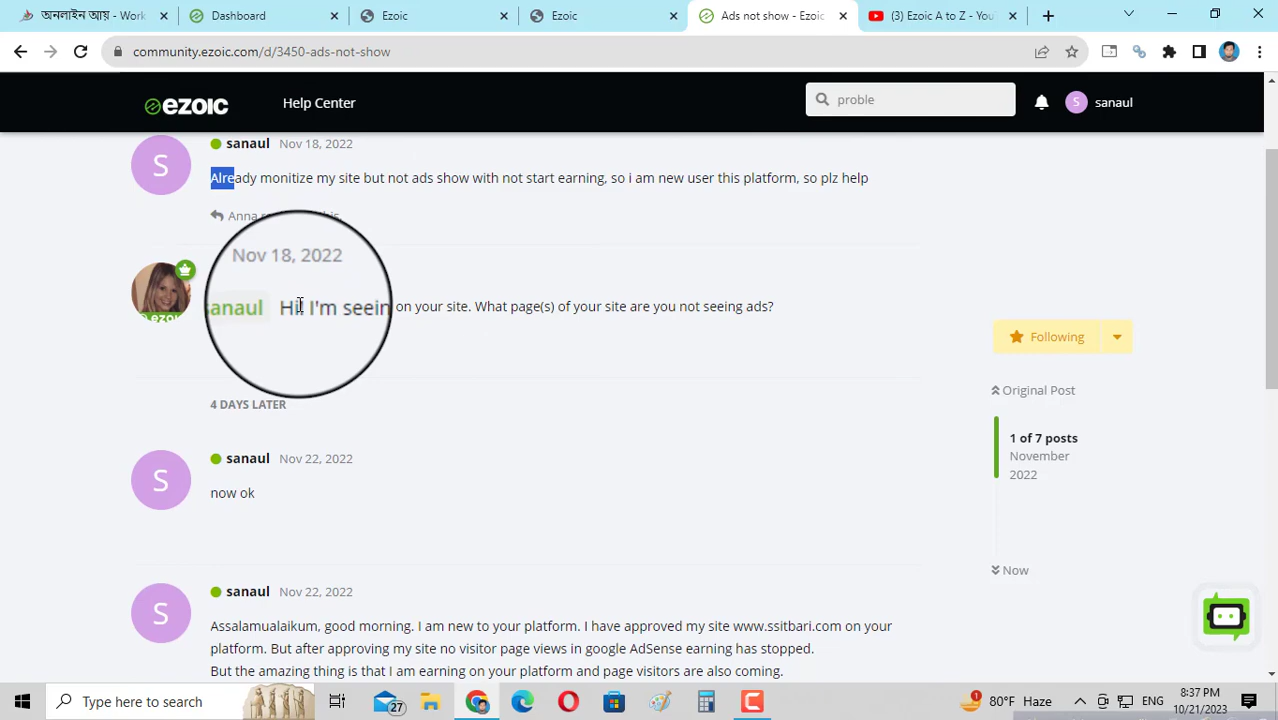 অনলাইন আয় - Work
Dashboard
Ezoic
Ezoic
Ads not show - Ezoic
(3) Ezoic A to Z - You
community.ezoic.com/d/3450-ads-not-show
ezoic
Help Center
proble
S
sanaul
S
sanaul Nov 18, 2022
Already monitize my site but not ads show with not start earning, so i am new user this platform, so plz help
Anna
this.
Nov 18, 2022
sanaul Hi! I'm seein on your site. What page(s) of your site are you not seeing ads?
ezoic
Following
4 DAYS LATER
Original Post
1 of 7 posts
November
2022
Now
S
sanaul Nov 22, 2022
now ok
S
sanaul Nov 22, 2022
Assalamualaikum, good morning. I am new to your platform. I have approved my site www.ssitbari.com on your
platform. But after approving my site no visitor page views in google AdSense earning has stopped.
But the amazing thing is that I am earning on your platform and page visitors are also coming.
Type here to search
27
1
80°F Haze
ENG
8:37 PM
10/21/2023